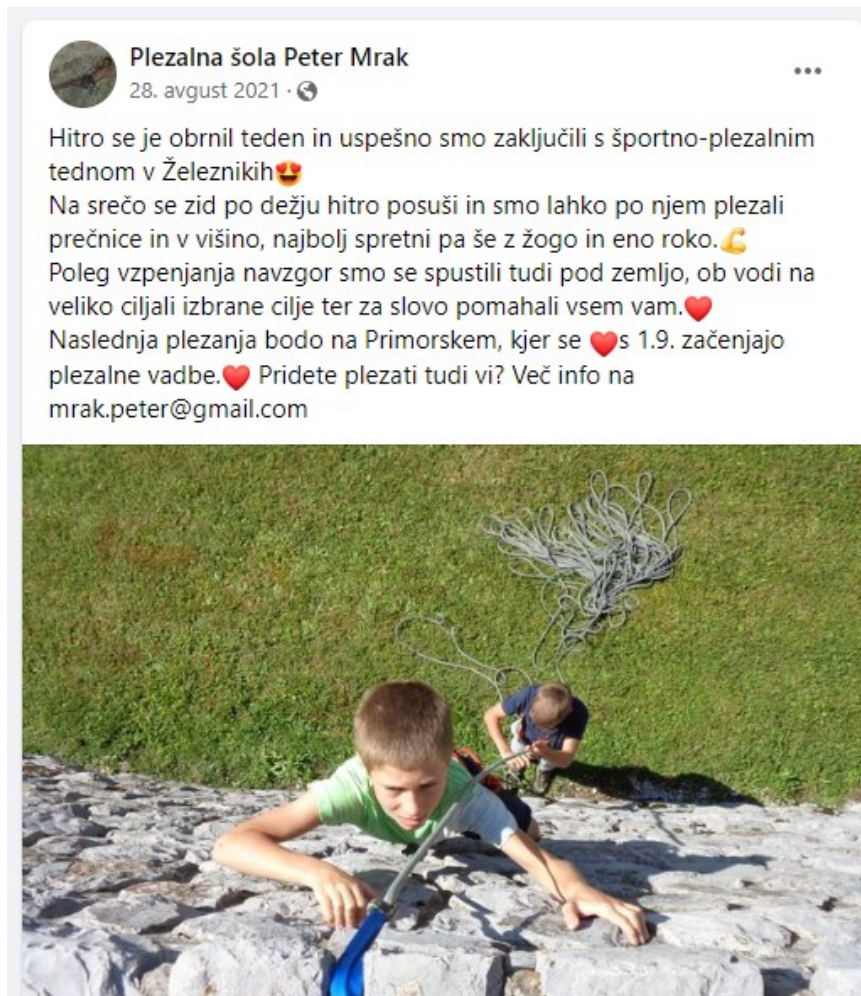 Plezalna šola Peter Mrak
28. avgust 2021 ·
Hitro se je obrnil teden in uspešno smo zaključili s športno-plezalnim
tednom v Železnikih😍
Na srečo se zid po dežju hitro posuši in smo lahko po njem plezali
prečnice in v višino, najbolj spretni pa še z žogo in eno roko.💪
Poleg vzpenjanja navzgor smo se spustili tudi pod zemljo, ob vodi na
veliko ciljali izbrane cilje ter za slovo pomahali vsem vam.❤️
Naslednja plezanja bodo na Primorskem, kjer se ❤️s 1.9. začenjajo
plezalne vadbe.❤️ Pridete plezati tudi vi? Več info na
mrak.peter@gmail.com